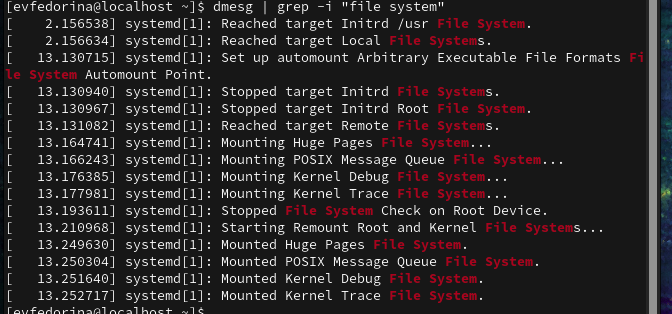 [evfedorina@localhost ~]$ dmesg | grep -i "file system"
[    2.156538] systemd[1]: Reached target Initrd /usr File System.
[    2.156634] systemd[1]: Reached target Local File Systems.
[   13.130715] systemd[1]: Set up automount Arbitrary Executable File Formats Fi
le System Automount Point.
[   13.130940] systemd[1]: Stopped target Initrd File Systems.
[   13.130967] systemd[1]: Stopped target Initrd Root File System.
[   13.131082] systemd[1]: Reached target Remote File Systems.
[   13.164741] systemd[1]: Mounting Huge Pages File System...
[   13.166243] systemd[1]: Mounting POSIX Message Queue File System...
[   13.176385] systemd[1]: Mounting Kernel Debug File System...
[   13.177981] systemd[1]: Mounting Kernel Trace File System...
[   13.193611] systemd[1]: Stopped File System Check on Root Device.
[   13.210968] systemd[1]: Starting Remount Root and Kernel File Systems...
[   13.249630] systemd[1]: Mounted Huge Pages File System.
[   13.250304] systemd[1]: Mounted POSIX Message Queue File System.
[   13.251640] systemd[1]: Mounted Kernel Debug File System.
[   13.252717] systemd[1]: Mounted Kernel Trace File System.
[evfedorina@localhost ~]$